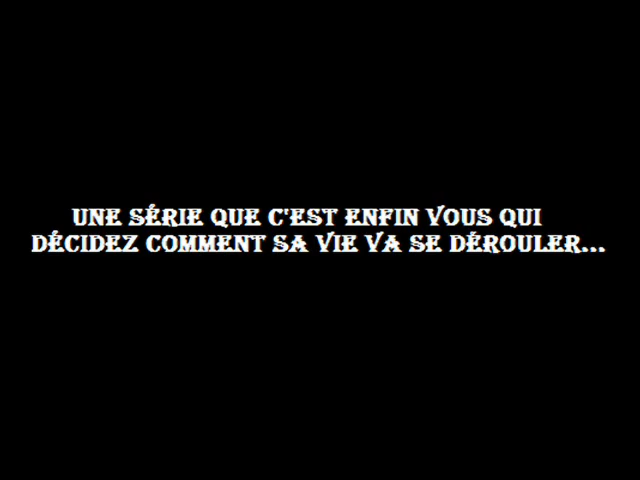 UNE SÉRIE QUE C'EST ENFIN VOUS QUI
DÉCIDEZ COMMENT SA VIE VA SE DÉROULER...